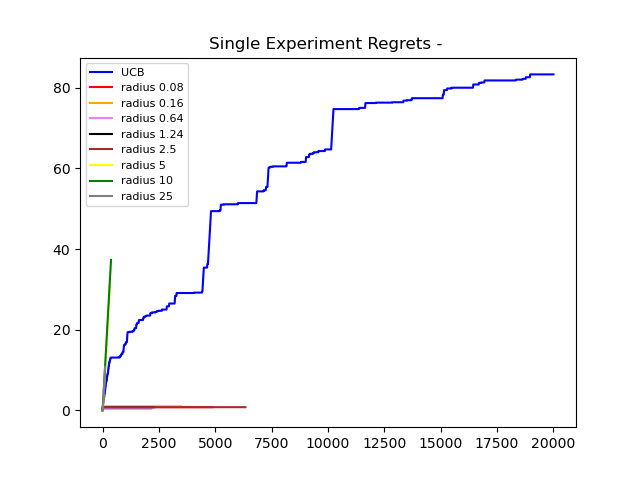 Single Experiment Regrets -
UCB
radius 0.08
radius 0.16
radius 0.64
radius 1.24
radius 2.5
radius 5
radius 10
radius 25
80
60
40
20
0
0 2500 5000 7500 10000 12500 15000 17500 20000